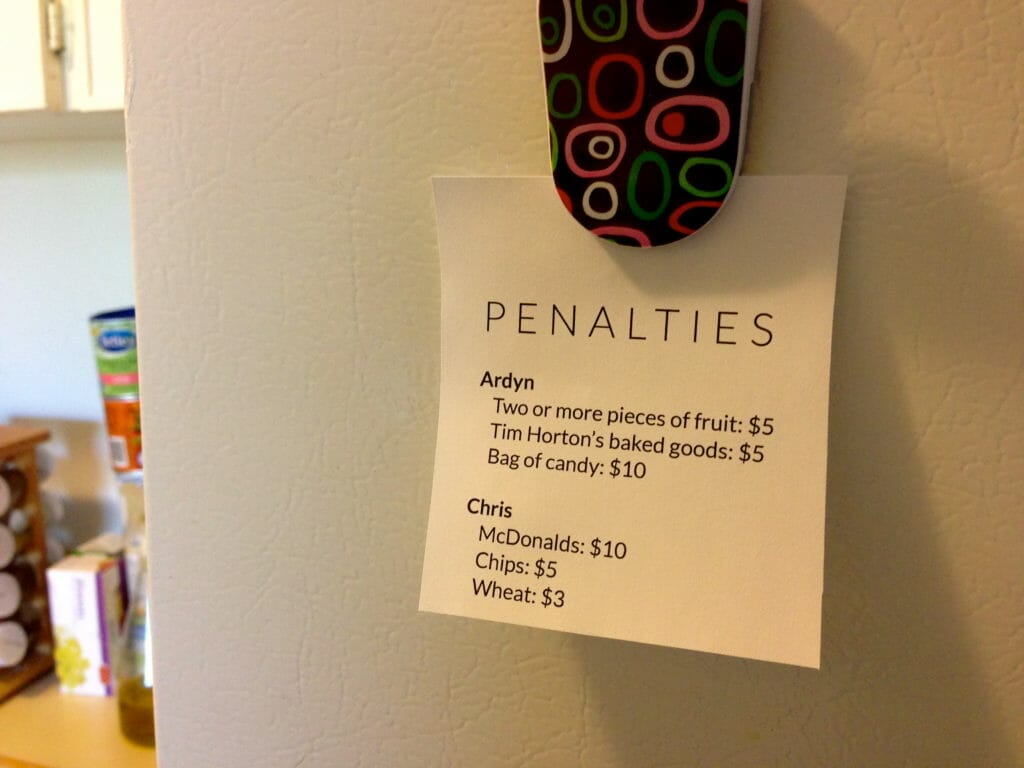 PENALTIES
Ardyn
Two or more pieces of fruit: $5
Tim Horton's baked goods: $5
Bag of candy: $10
Chris
McDonalds: $10
Chips: $5
Wheat: $3